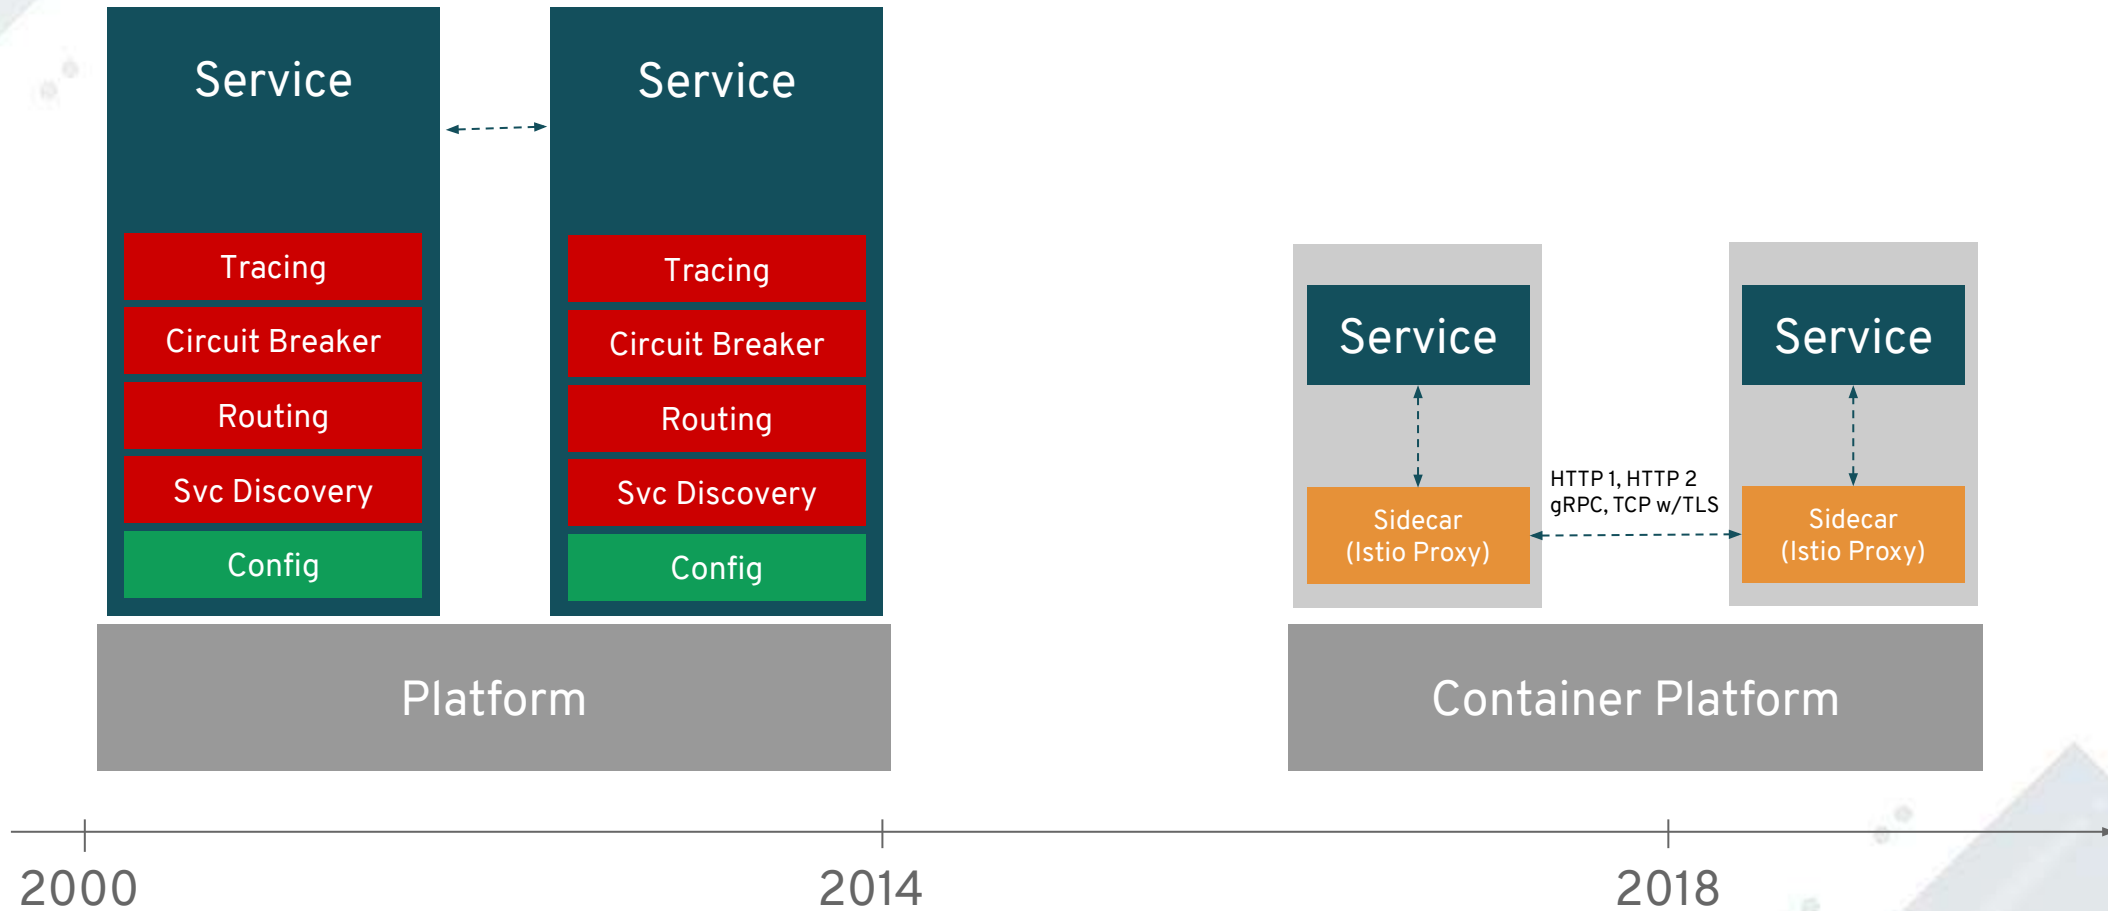 Service
Tracing
Circuit Breaker
Routing
Svc Discovery
Config
Service
Tracing
Circuit Breaker
Routing
Svc Discovery
Config
Platform
Service
Sidecar
(Istio Proxy)
HTTP 1, HTTP 2
gRPC, TCP w/TLS
Service
Sidecar
(Istio Proxy)
Container Platform
2000
2014
2018